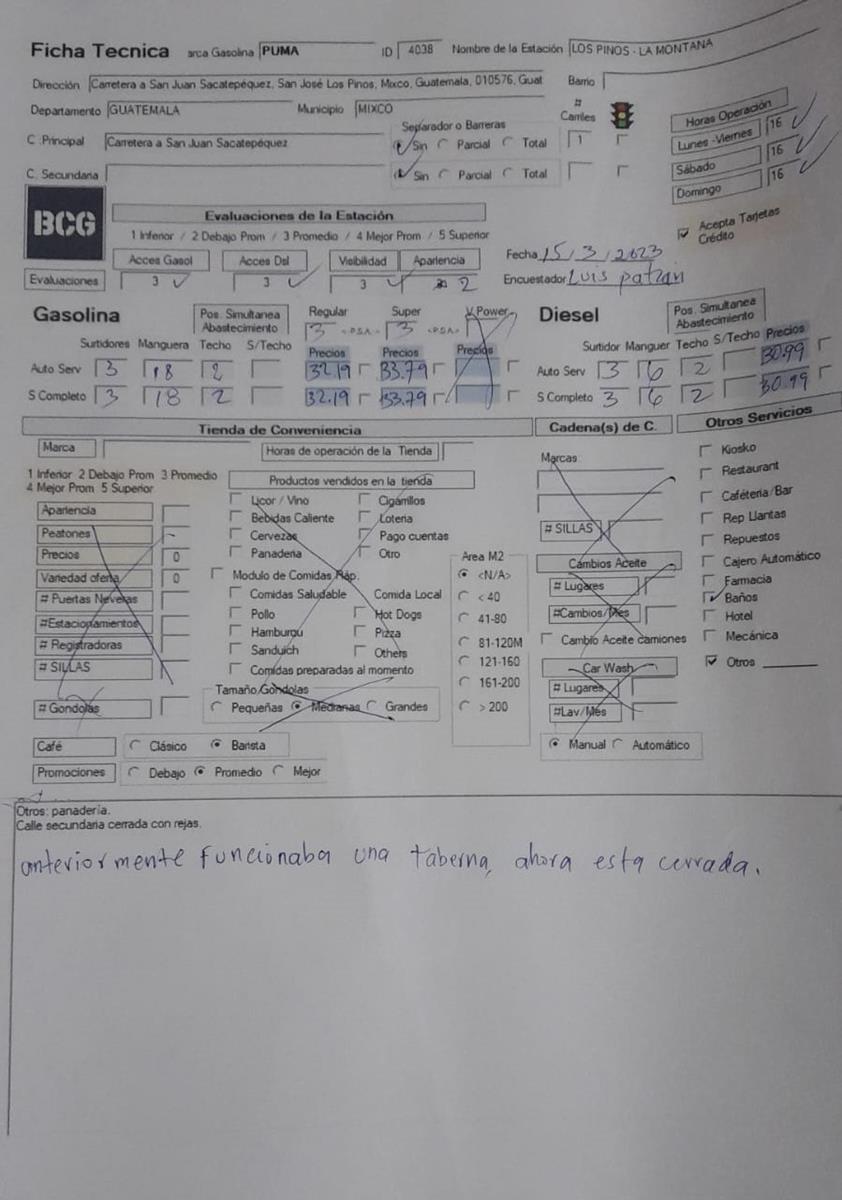 Ficha Tecnica arca Gasolina PUMA ID 4038 Nombre de la Estación LOS PINOS - LA MONTANA
Dirección Carretera a San Juan Sacatepéquez, San José Los Pinos, Mixco, Guatemala, 010576, Guat Barrio
Departamento GUATEMALA Municipio MIXCO # Carriles Horas Operación
Separador o Barreras
C .Principal Carretera a San Juan Sacatepéquez Sin Parcial Total 1 Lunes -Viernes 16
C. Secundaria Sin Parcial Total Sábado 16
Domingo 16
BCG
Evaluaciones de la Estación
1 Inferior / 2 Debajo Prom / 3 Promedio / 4 Mejor Prom / 5 Superior
Acepta Tarjetas Crédito
Acces Gasol Acces Dsl Visibilidad Apariencia Fecha 15/3/2023
Evaluaciones 3 3 3 2 Encuestador Luis patzan
Gasolina Pos. Simultanea Abastecimiento Regular Super V.Power Diesel Pos. Simultanea Abastecimiento
3 <P.S.A.> 3 <P.S.A.>
Surtidores Manguera Techo S/Techo Precios Precios Precios Surtidor Manguer Techo S/Techo Precios
Auto Serv 3 18 2 32.19 33.79 Auto Serv 3 6 2 30.99
S Completo 3 18 2 32.19 33.79 S Completo 3 6 2 30.99
Tienda de Conveniencia Cadena(s) de C. Otros Servicios
Marca Horas de operación de la Tienda Marcas: Kiosko
1 Inferior 2 Debajo Prom 3 Promedio Restaurant
4 Mejor Prom 5 Superior Productos vendidos en la tienda Cafétería/Bar
Apariencia Licor / Vino Cigarrillos Rep Llantas
Peatones Bebidas Caliente Loteria # SILLAS Repuestos
Cervezas Pago cuentas
Precios 0 Panaderia Otro Area M2 Cambios Aceite Cajero Automático
Variedad oferta 0 Modulo de Comidas Ráp. <N/A> # Lugares Farmacia
# Puertas Neveras Comidas Saludable Comida Local < 40 Baños
#Estacionamientos Pollo Hot Dogs 41-80 #Cambios/Mes Hotel
# Registradoras Hamburgu Pizza 81-120M Cambio Aceite camiones Mecánica
# SILLAS Sanduich Others 121-160 Car Wash Otros
Comidas preparadas al momento
Tamaño Góndolas 161-200 # Lugares
# Gondolas Pequeñas Medianas Grandes > 200 #Lav/Mes
Café Clásico Barista Manual Automático
Promociones Debajo Promedio Mejor
Otros: panadería.
Calle secundaria cerrada con rejas.
anteriormente funcionaba una taberna, ahora esta cerrada.